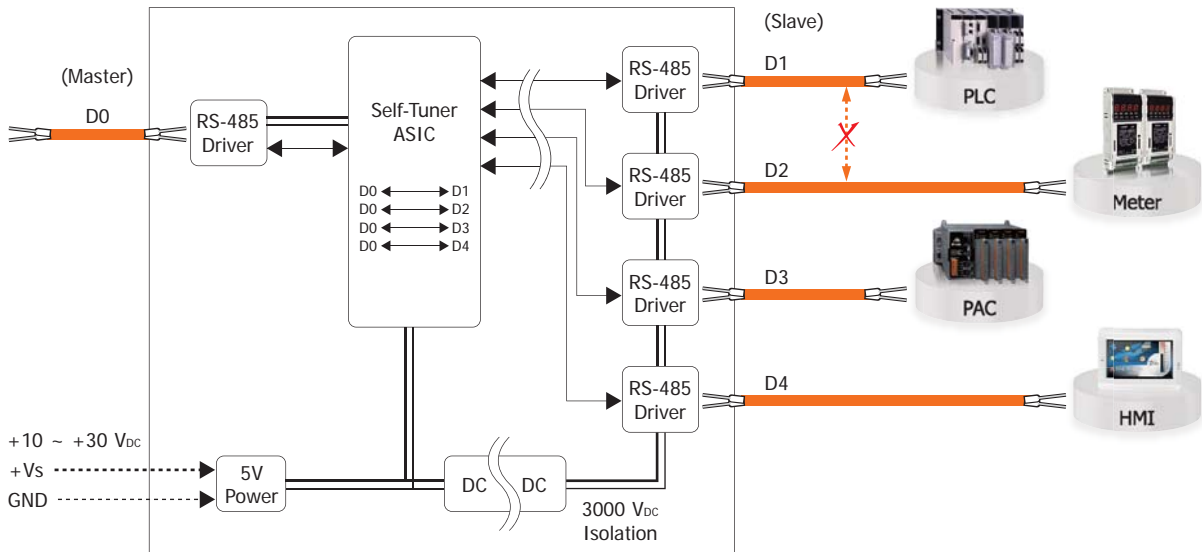 (Master)
D0
RS-485
Driver
Self-Tuner
ASIC
D0 D1
D0 D2
D0 D3
D0 D4
RS-485
Driver
RS-485
Driver
RS-485
Driver
RS-485
Driver
(Slave)
D1
PLC
D2
Meter
D3
PAC
D4
HMI
+10 ~ +30 VDC
+Vs
GND
5V
Power
DC DC
3000 VDC
Isolation